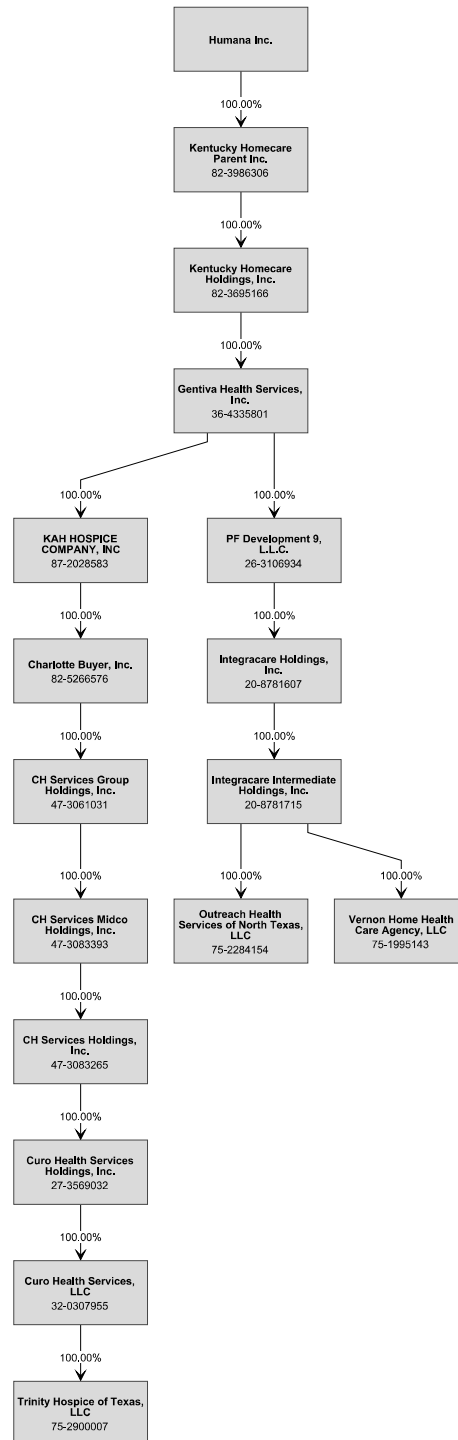 Humana Inc.
100.00%
Kentucky Homecare
Parent Inc.
82-3986306
100.00%
Kentucky Homecare
Holdings, Inc.
82-3695166
100.00%
Gentiva Health Services,
Inc.
36-4335801
100.00%
100.00%
KAH HOSPICE
COMPANY, INC
87-2028583
PF Development 9,
L.L.C.
26-3106934
100.00%
100.00%
Charlotte Buyer, Inc.
82-5266576
Integracare Holdings,
Inc.
20-8781607
100.00%
100.00%
CH Services Group
Holdings, Inc.
47-3061031
Integracare Intermediate
Holdings, Inc.
20-8781715
100.00%
100.00%
100.00%
CH Services Midco
Holdings, Inc.
47-3083393
Outreach Health
Services of North Texas,
LLC
75-2284154
Vernon Home Health
Care Agency, LLC
75-1995143
100.00%
CH Services Holdings,
Inc.
47-3083265
100.00%
Curo Health Services
Holdings, Inc.
27-3569032
100.00%
Curo Health Services,
LLC
32-0307955
100.00%
Trinity Hospice of Texas,
LLC
75-2900007